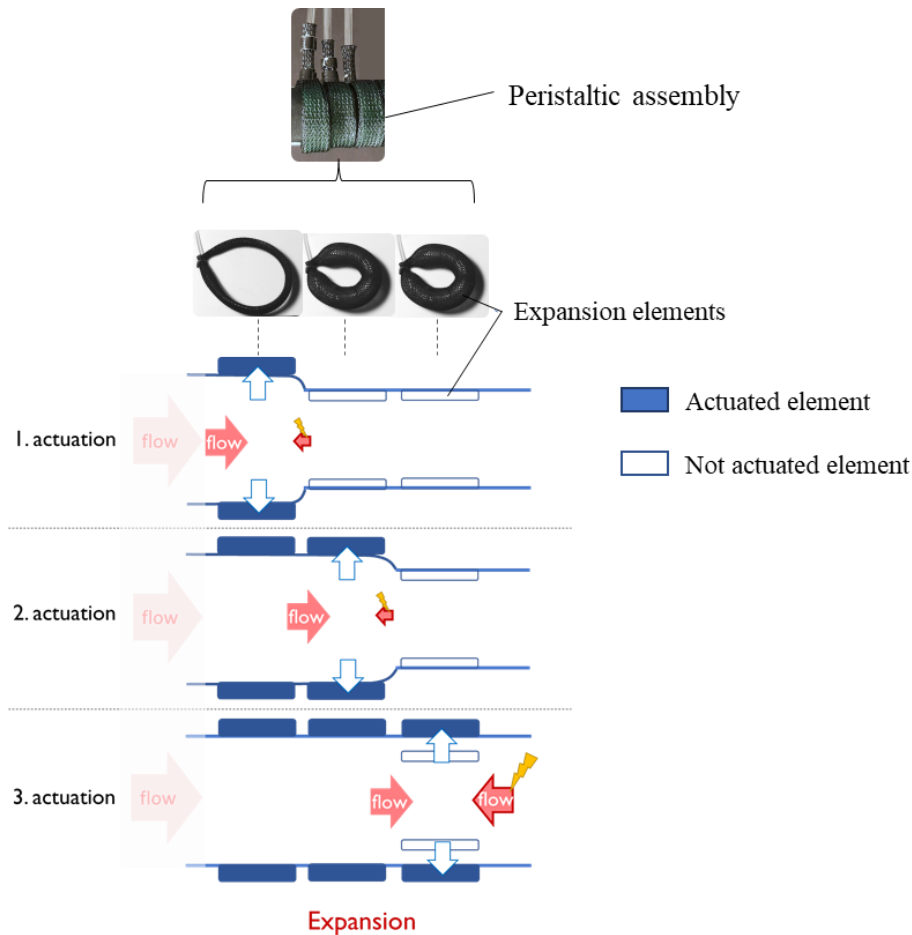 Peristaltic assembly
Expansion elements
Actuated element
1. actuation
flow
flow
Not actuated element
2. actuation
flow
flow
3. actuation
flow
flow
flow
Expansion